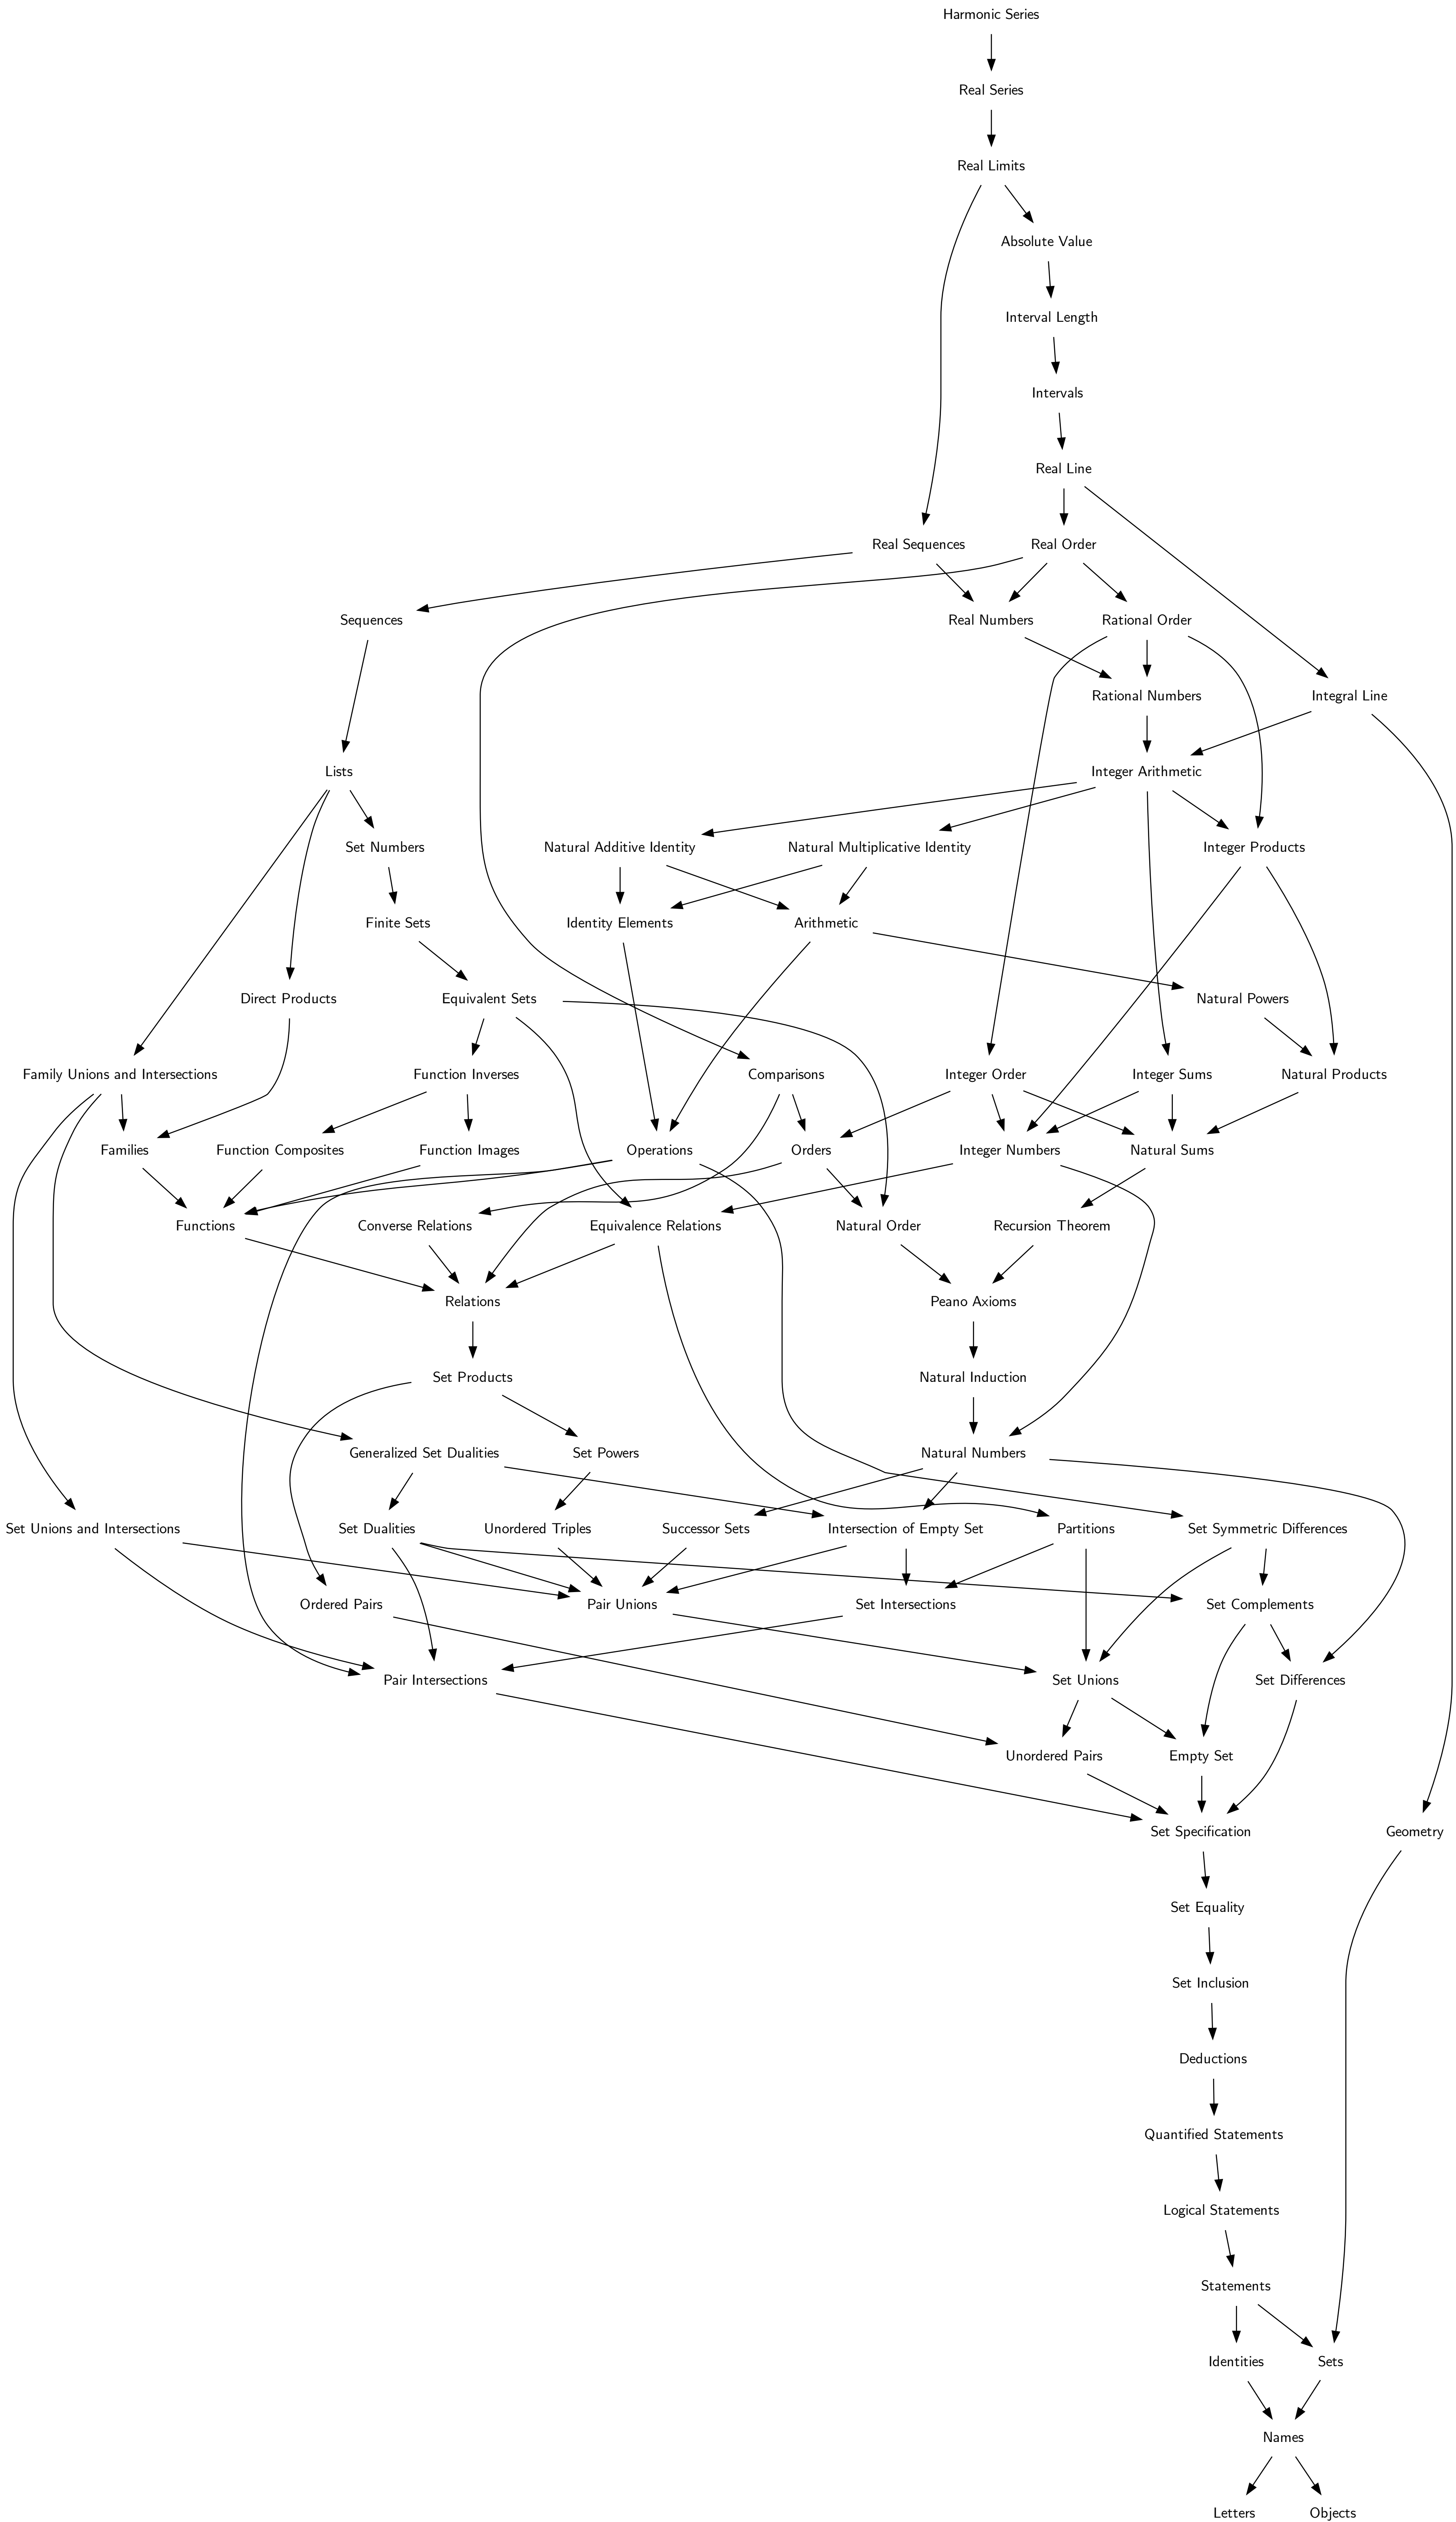 Harmonic Series
Real Series
Real Limits
Absolute Value
Interval Length
Intervals
Real Line
Real Sequences
Real Order
Sequences
Real Numbers
Rational Order
Rational Numbers
Integral Line
Lists
Integer Arithmetic
Set Numbers
Natural Additive Identity
Natural Multiplicative Identity
Integer Products
Finite Sets
Identity Elements
Arithmetic
Direct Products
Equivalent Sets
Natural Powers
Family Unions and Intersections
Function Inverses
Comparisons
Integer Order
Integer Sums
Natural Products
Families
Function Composites
Function Images
Operations
Orders
Integer Numbers
Natural Sums
Functions
Converse Relations
Equivalence Relations
Natural Order
Recursion Theorem
Relations
Peano Axioms
Set Products
Natural Induction
Generalized Set Dualities
Set Powers
Natural Numbers
Set Unions and Intersections
Set Dualities
Unordered Triples
Successor Sets
Intersection of Empty Set
Partitions
Set Symmetric Differences
Ordered Pairs
Pair Unions
Set Intersections
Set Complements
Pair Intersections
Set Unions
Set Differences
Unordered Pairs
Empty Set
Set Specification
Geometry
Set Equality
Set Inclusion
Deductions
Quantified Statements
Logical Statements
Statements
Identities
Sets
Names
Letters
Objects